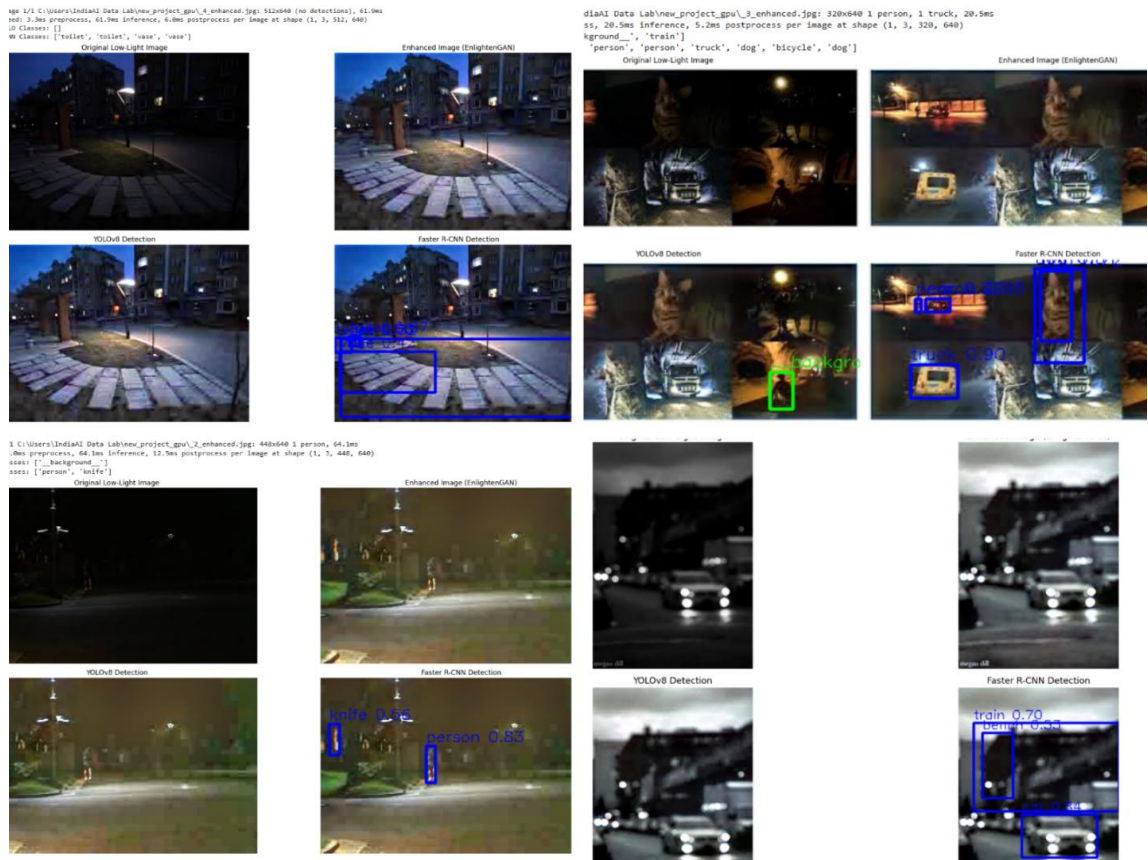 age 1/1 C:\Users\IndiaAI Data Lab\new_project_gpu\_4_enhanced.jpg: 512x640 (no detections), 61.9ms
eed: 3.3ms preprocess, 61.9ms inference, 6.0ms postprocess per image at shape (1, 3, 512, 640)
LO Classes: []
NN Classes: ['toilet', 'toilet', 'vase', 'vase']
Original Low-Light Image
Enhanced Image (EnlightenGAN)
YOLOv8 Detection
Faster R-CNN Detection
diaAI Data Lab\new_project_gpu\_3_enhanced.jpg: 320x640 1 person, 1 truck, 20.5ms
ss, 20.5ms inference, 5.2ms postprocess per image at shape (1, 3, 320, 640)
kground__', 'train']
'person', 'person', 'truck', 'dog', 'bicycle', 'dog']
Original Low-Light Image
Enhanced Image (EnlightenGAN)
YOLOv8 Detection
Faster R-CNN Detection
backgro
truck 0.90
1 C:\Users\IndiaAI Data Lab\new_project_gpu\_2_enhanced.jpg: 448x640 1 person, 64.1ms
.0ms preprocess, 64.1ms inference, 12.5ms postprocess per image at shape (1, 3, 448, 640)
sses: ['__background__']
sses: ['person', 'knife']
Original Low-Light Image
Enhanced Image (EnlightenGAN)
YOLOv8 Detection
Faster R-CNN Detection
knife 0.56
person 0.83
YOLOv8 Detection
Faster R-CNN Detection
train 0.70
bench 0.53